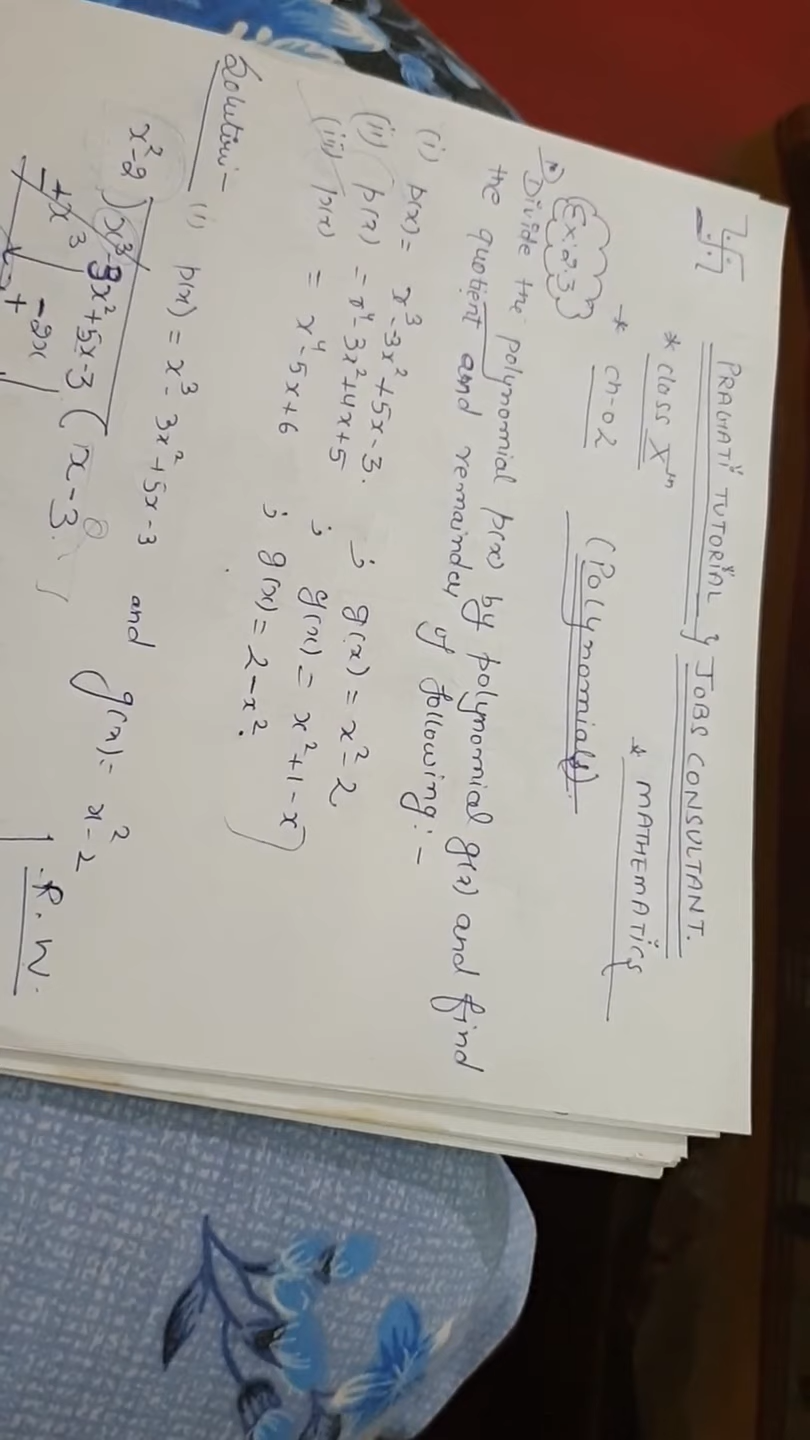 PRAGATI TUTORIAL & JOBS CONSULTANT.
* Class Xth
* MATHEMATICS
* Ch-02
(Polynomials).
Ex: 2.3
1) Divide the polynomial p(x) by polynomial g(x) and find
the quotient and remainder of following:-
(i) p(x) = x³-3x²+5x-3. ; g(x) = x²-2
(ii) p(x) = x⁴-3x²+4x+5 ; g(x) = x²+1-x
(iii) p(x) = x⁴-5x+6 ; g(x) = 2-x².
Solution:- (i) p(x) = x³-3x²+5x-3 and g(x) = x²-2
x²-2 ) x³-3x²+5x-3 ( x-3
R.W.
x³ -2x
- +